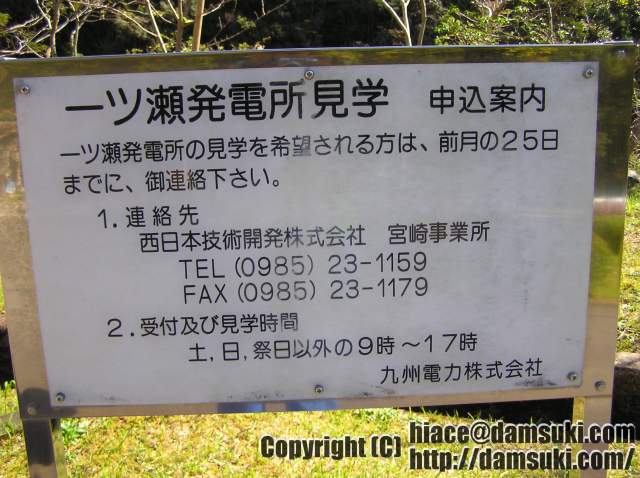 一ツ瀬発電所見学 申込案内
一ツ瀬発電所の見学を希望される方は、前月の25日
までに、御連絡下さい。
1.連絡先
西日本技術開発株式会社 宮崎事業所
TEL (0985) 23-1159
FAX (0985) 23-1179
2.受付及び見学時間
土,日,祭日以外の9時~17時
九州電力株式会社
Copyright (C) hiace@damsuki.com
http://damsuki.com/